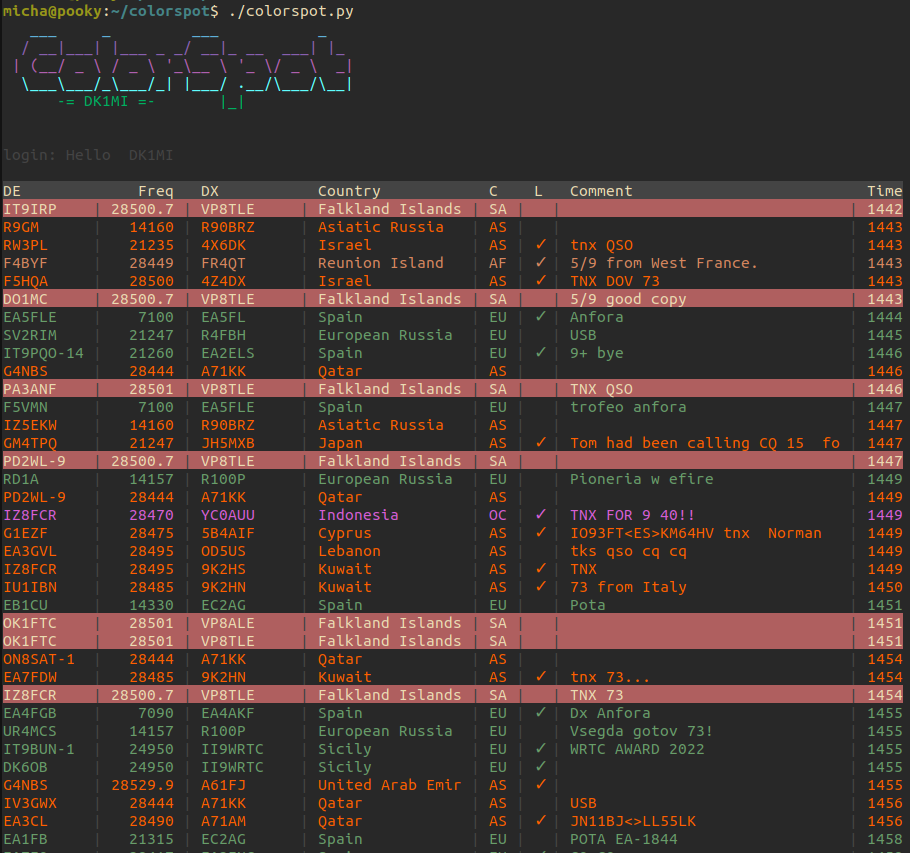 micha@pooky:~/colorspot$ ./colorspot.py
ColorSpot
-= DK1MI =-
login: Hello  DK1MI
DE Freq DX Country C L Comment Time
IT9IRP | 28500.7 | VP8TLE | Falkland Islands | SA | | | 1442
R9GM | 14160 | R90BRZ | Asiatic Russia | AS | | | 1443
RW3PL | 21235 | 4X6DK | Israel | AS | ✓ | tnx QSO | 1443
F4BYF | 28449 | FR4QT | Reunion Island | AF | ✓ | 5/9 from West France. | 1443
F5HQA | 28500 | 4Z4DX | Israel | AS | ✓ | TNX DOV 73 | 1443
DO1MC | 28500.7 | VP8TLE | Falkland Islands | SA | | 5/9 good copy | 1443
EA5FLE | 7100 | EA5FL | Spain | EU | ✓ | Anfora | 1444
SV2RIM | 21247 | R4FBH | European Russia | EU | | USB | 1445
IT9PQO-14 | 21260 | EA2ELS | Spain | EU | ✓ | 9+ bye | 1446
G4NBS | 28444 | A71KK | Qatar | AS | | | 1446
PA3ANF | 28501 | VP8TLE | Falkland Islands | SA | | TNX QSO | 1446
F5VMN | 7100 | EA5FLE | Spain | EU | | trofeo anfora | 1447
IZ5EKW | 14160 | R90BRZ | Asiatic Russia | AS | | | 1447
GM4TPQ | 21247 | JH5MXB | Japan | AS | ✓ | Tom had been calling CQ 15  fo | 1447
PD2WL-9 | 28500.7 | VP8TLE | Falkland Islands | SA | | | 1447
RD1A | 14157 | R100P | European Russia | EU | | Pioneria w efire | 1449
PD2WL-9 | 28444 | A71KK | Qatar | AS | | | 1449
IZ8FCR | 28470 | YC0AUU | Indonesia | OC | ✓ | TNX FOR 9 40!! | 1449
G1EZF | 28475 | 5B4AIF | Cyprus | AS | ✓ | IO93FT<ES>KM64HV tnx  Norman | 1449
EA3GVL | 28495 | OD5US | Lebanon | AS | | tks qso cq cq | 1449
IZ8FCR | 28495 | 9K2HS | Kuwait | AS | ✓ | TNX | 1449
IU1IBN | 28485 | 9K2HN | Kuwait | AS | ✓ | 73 from Italy | 1450
EB1CU | 14330 | EC2AG | Spain | EU | | Pota | 1451
OK1FTC | 28501 | VP8ALE | Falkland Islands | SA | | | 1451
OK1FTC | 28501 | VP8TLE | Falkland Islands | SA | | | 1451
ON8SAT-1 | 28444 | A71KK | Qatar | AS | | | 1454
EA7FDW | 28485 | 9K2HN | Kuwait | AS | ✓ | tnx 73... | 1454
IZ8FCR | 28500.7 | VP8TLE | Falkland Islands | SA | | TNX 73 | 1454
EA4FGB | 7090 | EA4AKF | Spain | EU | ✓ | Dx Anfora | 1455
UR4MCS | 14157 | R100P | European Russia | EU | | Vsegda gotov 73! | 1455
IT9BUN-1 | 24950 | II9WRTC | Sicily | EU | ✓ | WRTC AWARD 2022 | 1455
DK6OB | 24950 | II9WRTC | Sicily | EU | ✓ | | 1455
G4NBS | 28529.9 | A61FJ | United Arab Emir | AS | ✓ | | 1455
IV3GWX | 28444 | A71KK | Qatar | AS | | USB | 1456
EA3CL | 28490 | A71AM | Qatar | AS | ✓ | JN11BJ<>LL55LK | 1456
EA1FB | 21315 | EC2AG | Spain | EU | | POTA EA-1844 | 1458